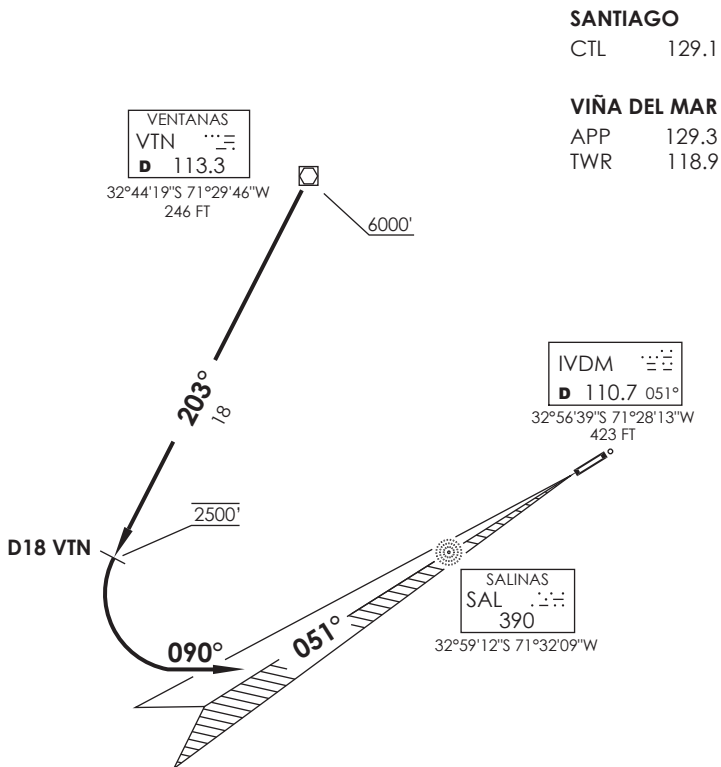 SANTIAGO
CTL 129.1
VIÑA DEL MAR
APP 129.3
TWR 118.9
VENTANAS
VTN
D 113.3
32°44'19"S 71°29'46"W
246 FT
6000'
203°
18
IVDM
D 110.7 051°
32°56'39"S 71°28'13"W
423 FT
2500'
D18 VTN
SALINAS
SAL
390
32°59'12"S 71°32'09"W
090°
051°